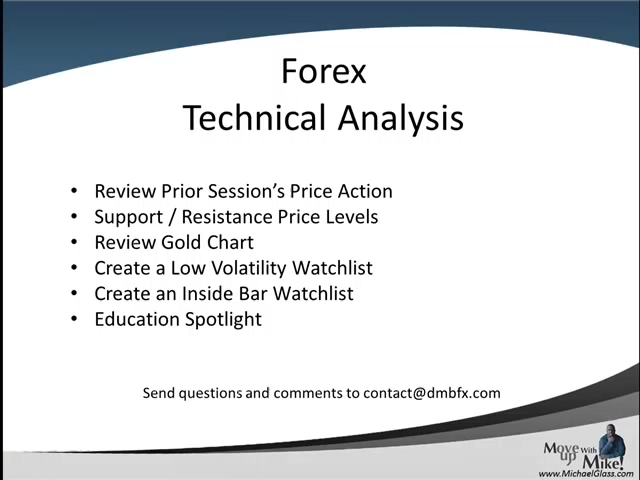 Forex
Technical Analysis
• Review Prior Session's Price Action
• Support / Resistance Price Levels
• Review Gold Chart
• Create a Low Volatility Watchlist
• Create an Inside Bar Watchlist
• Education Spotlight
Send questions and comments to contact@dmbfx.com
Move up With Mike!
www.MichaelGlass.com